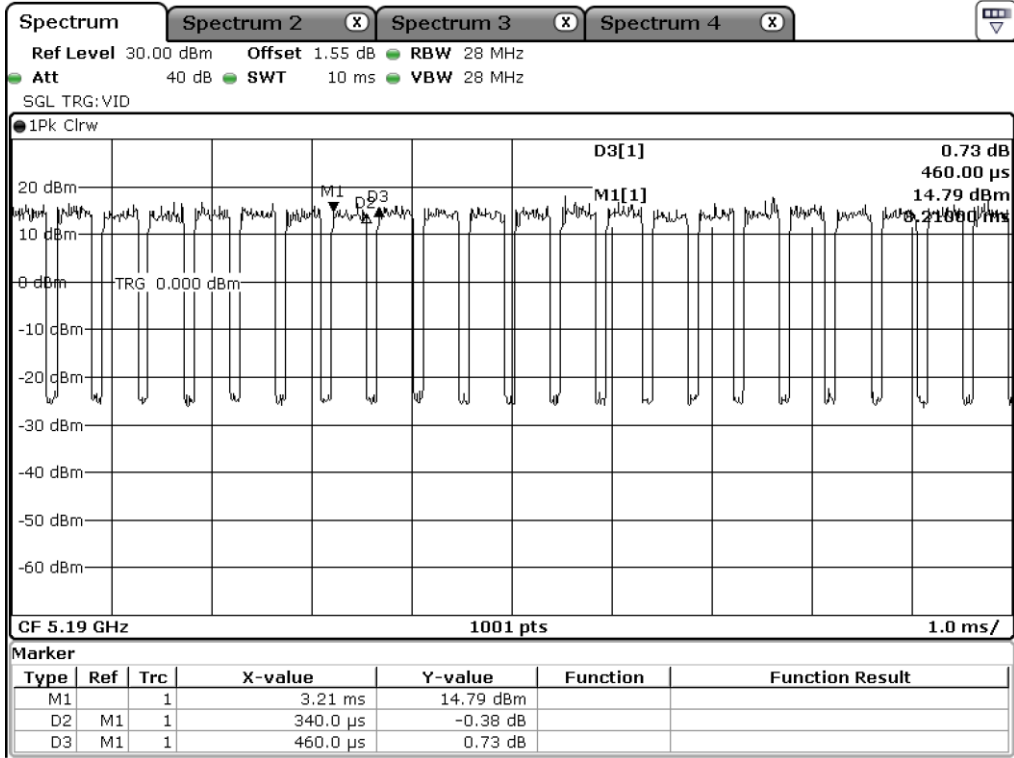 Spectrum Spectrum 2 X Spectrum 3 X Spectrum 4 X
Ref Level 30.00 dBm Offset 1.55 dB RBW 28 MHz
Att 40 dB SWT 10 ms VBW 28 MHz
SGL TRG:VID
1Pk Clrw
D3[1] 0.73 dB
460.00 µs
M1[1] 14.79 dBm
3.21000 ms
M1
D2
D3
20 dBm
10 dBm
0 dBm
TRG 0.000 dBm
-10 dBm
-20 dBm
-30 dBm
-40 dBm
-50 dBm
-60 dBm
CF 5.19 GHz 1001 pts 1.0 ms/
Marker
Type Ref Trc X-value Y-value Function Function Result
M1 1 3.21 ms 14.79 dBm
D2 M1 1 340.0 µs -0.38 dB
D3 M1 1 460.0 µs 0.73 dB